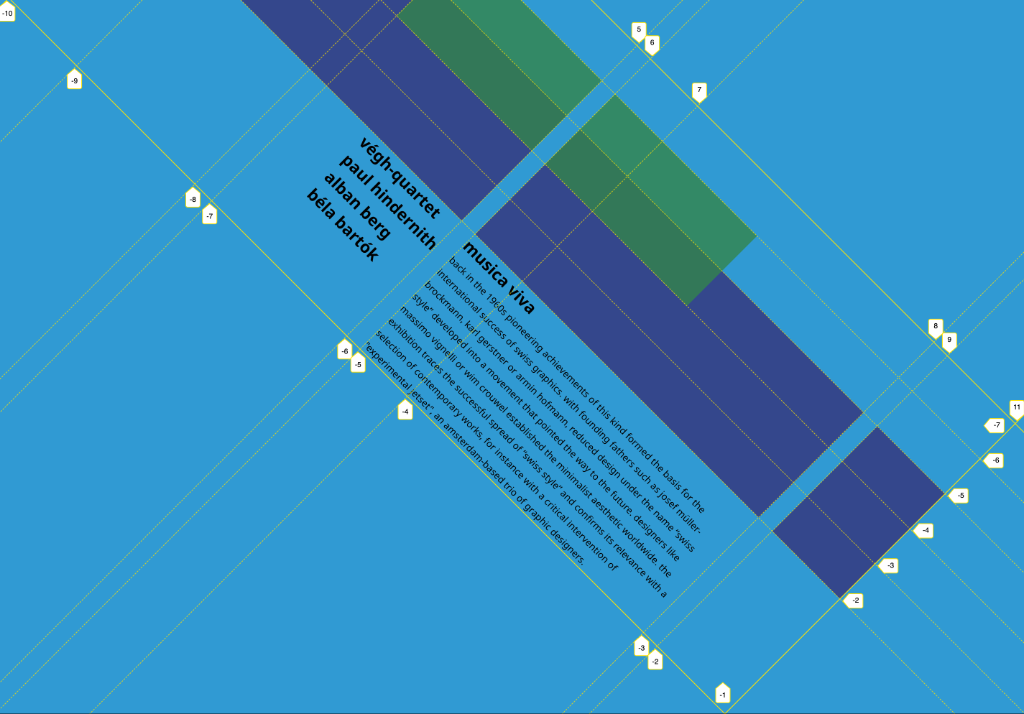 -10
-9
-8
-7
-6
-5
-4
-3
-2
-1
5
6
7
8
9
11
-7
-6
-5
-4
-3
-2
végh-quartet
paul hindernith
alban berg
béla bartók
musica viva
back in the 1960s pioneering achievements of this kind formed the basis for the
international success of swiss graphics, with founding fathers such as josef müller-
brockmann, karl gerstner or armin hofmann, reduced design under the name “swiss
style” developed into a movement that pointed the way to the future. designers like
massimo vignelli or wim crouwel established the minimalist aesthetic worldwide. the
exhibition traces the successful spread of “swiss style” and confirms its relevance with a
selection of contemporary works, for instance with a critical intervention of
“experimental jetset”, an amsterdam-based trio of graphic designers.